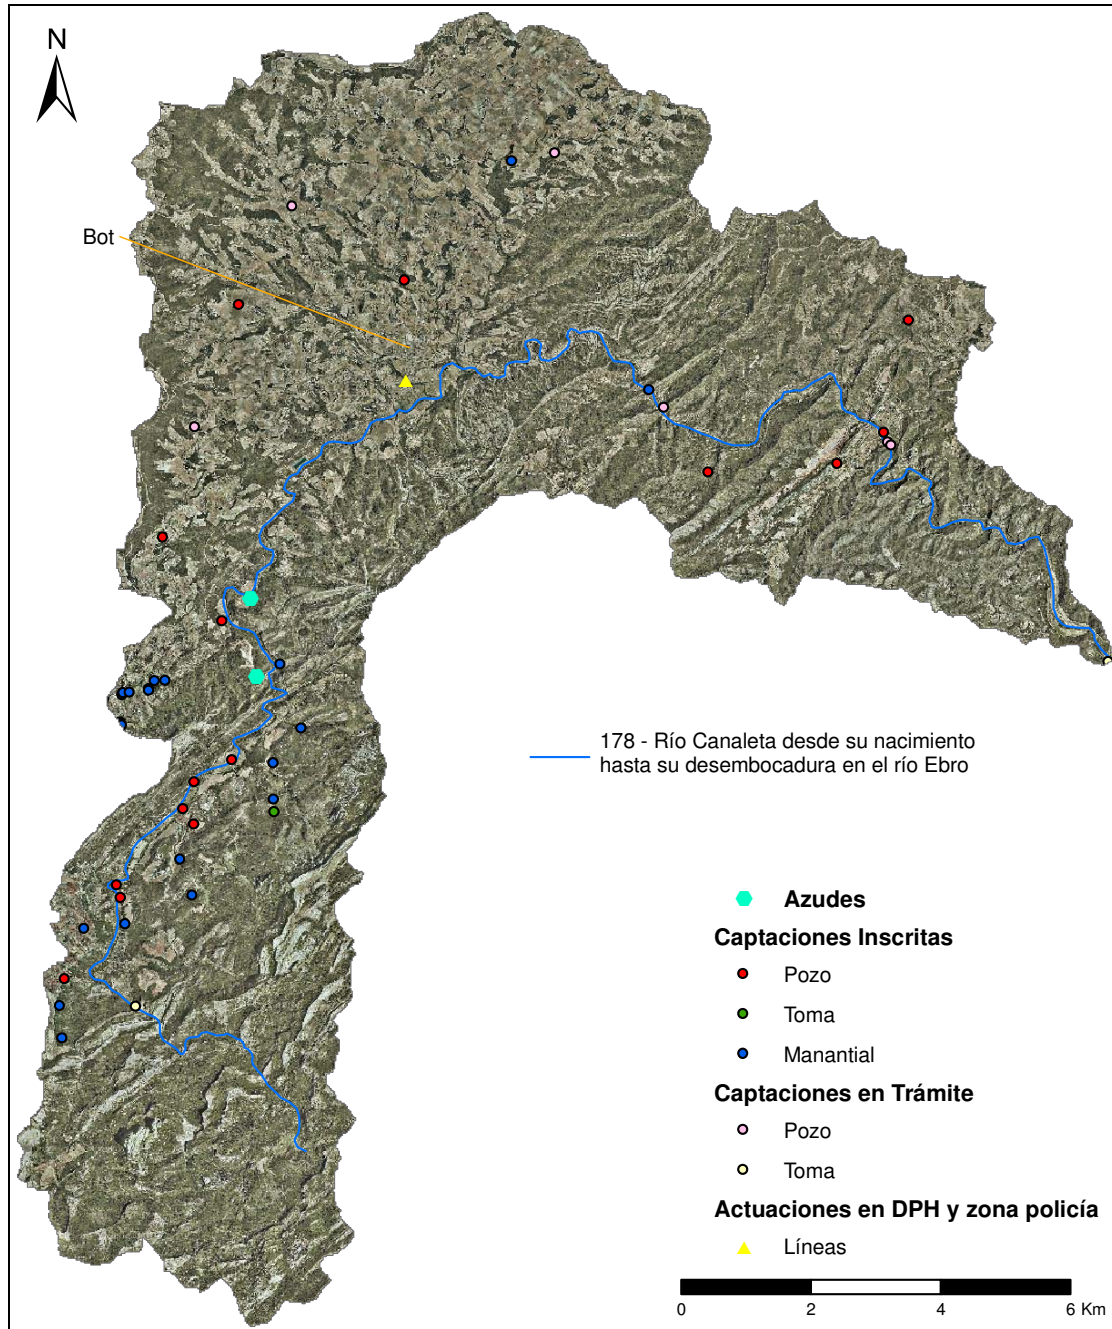 N
Bot
178 - Río Canaleta desde su nacimiento
hasta su desembocadura en el río Ebro
Azudes
Captaciones Inscritas
Pozo
Toma
Manantial
Captaciones en Trámite
Pozo
Toma
Actuaciones en DPH y zona policía
Líneas
0 2 4 6 Km